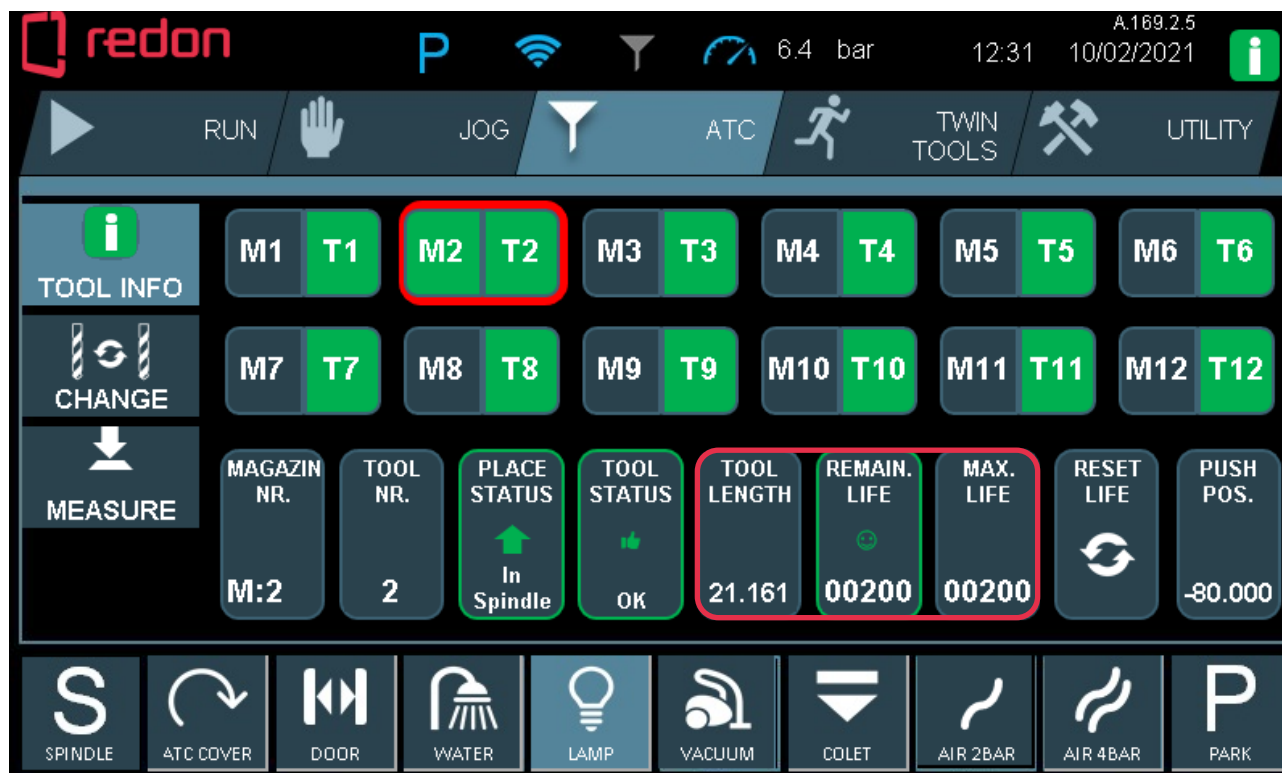 redon
P
6.4 bar
12:31
A.169.2.5
10/02/2021
i
RUN
JOG
ATC
TWIN
TOOLS
UTILITY
i
TOOL INFO
M1 T1 M2 T2 M3 T3 M4 T4 M5 T5 M6 T6
CHANGE
M7 T7 M8 T8 M9 T9 M10 T10 M11 T11 M12 T12
MEASURE
MAGAZIN
NR.
M:2
TOOL
NR.
2
PLACE
STATUS
In
Spindle
TOOL
STATUS
OK
TOOL
LENGTH
21.161
REMAIN.
LIFE
00200
MAX.
LIFE
00200
RESET
LIFE
PUSH
POS.
-80.000
S
SPINDLE
ATC COVER
DOOR
WATER
LAMP
VACUUM
COLET
AIR 2BAR
AIR 4BAR
P
PARK